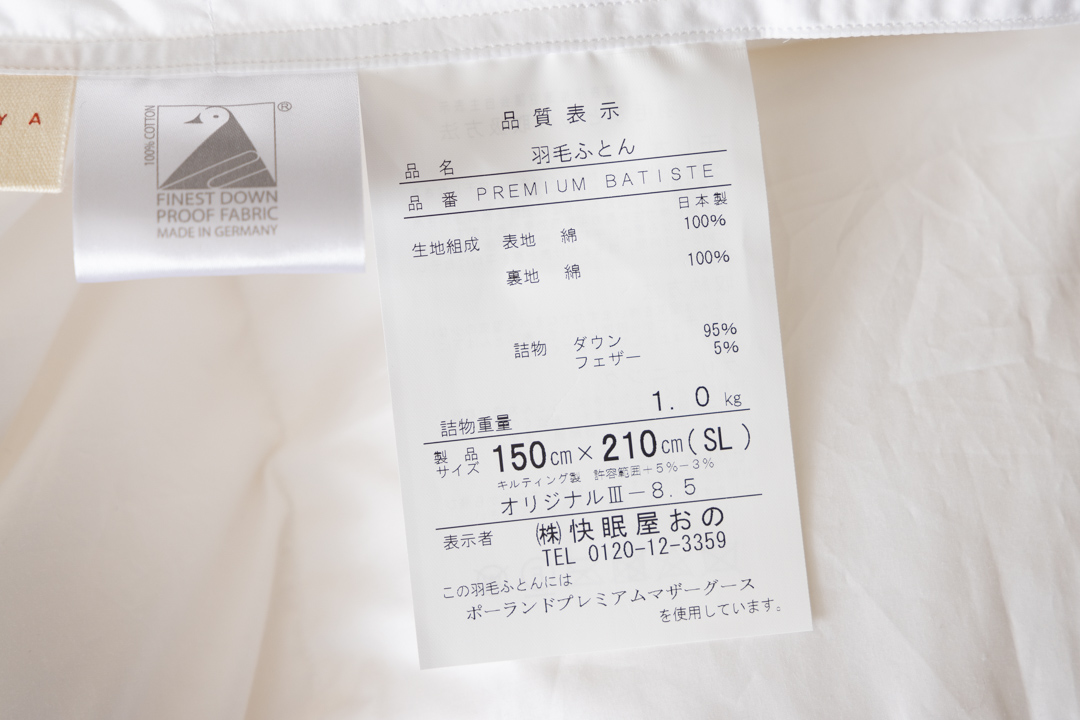 Y A
100% COTTON
®
FINEST DOWN
PROOF FABRIC
MADE IN GERMANY
品質表示
品名 羽毛ふとん
品番 PREMIUM BATISTE
日本製
生地組成 表地 綿 100%
裏地 綿 100%
詰物 ダウン 95%
フェザー 5%
詰物重量 1.0kg
製品サイズ 150cm×210cm(SL)
キルティング製 許容範囲+5%-3%
オリジナルⅢ-8.5
表示者 ㈱快眠屋おの
TEL 0120-12-3359
この羽毛ふとんには
ポーランドプレミアムマザーグース
を使用しています。